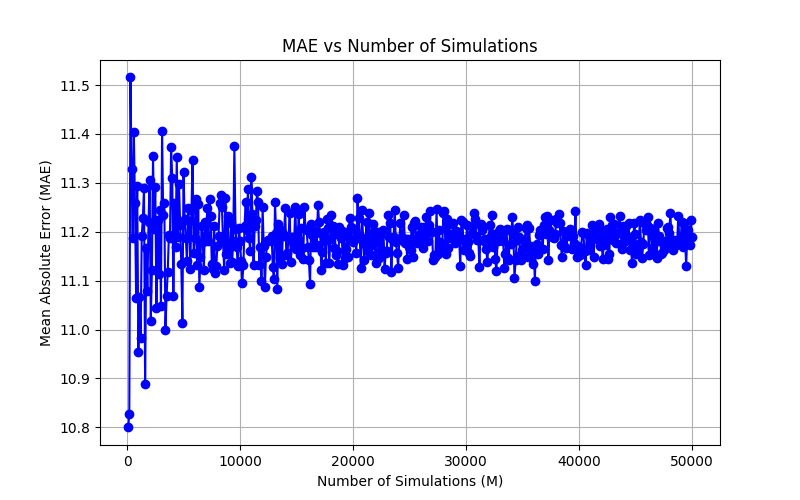 MAE vs Number of Simulations
Mean Absolute Error (MAE)
11.5
11.4
11.3
11.2
11.1
11.0
10.9
10.8
0 10000 20000 30000 40000 50000
Number of Simulations (M)